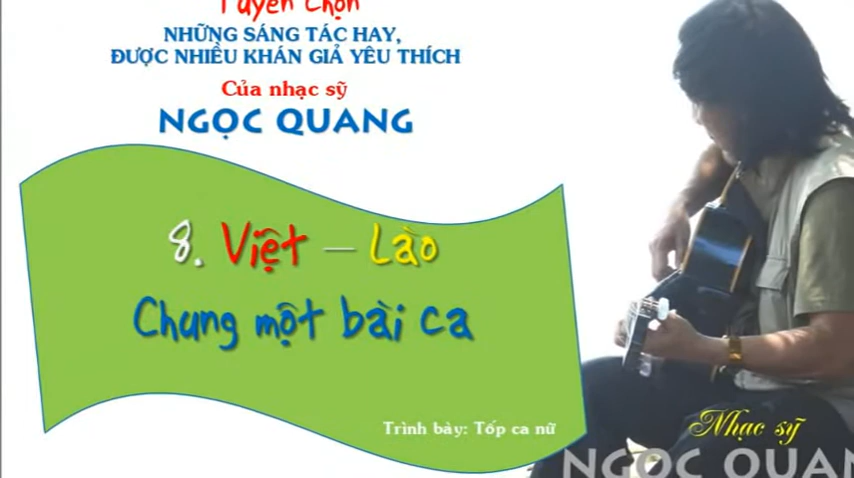 Tuyển Chọn
NHỮNG SÁNG TÁC HAY,
ĐƯỢC NHIỀU KHÁN GIẢ YÊU THÍCH
Của nhạc sỹ
NGỌC QUANG
8. Việt – Lào
Chung một bài ca
Trình bày: Tốp ca nữ
Nhạc sỹ
NGỌC QUAN